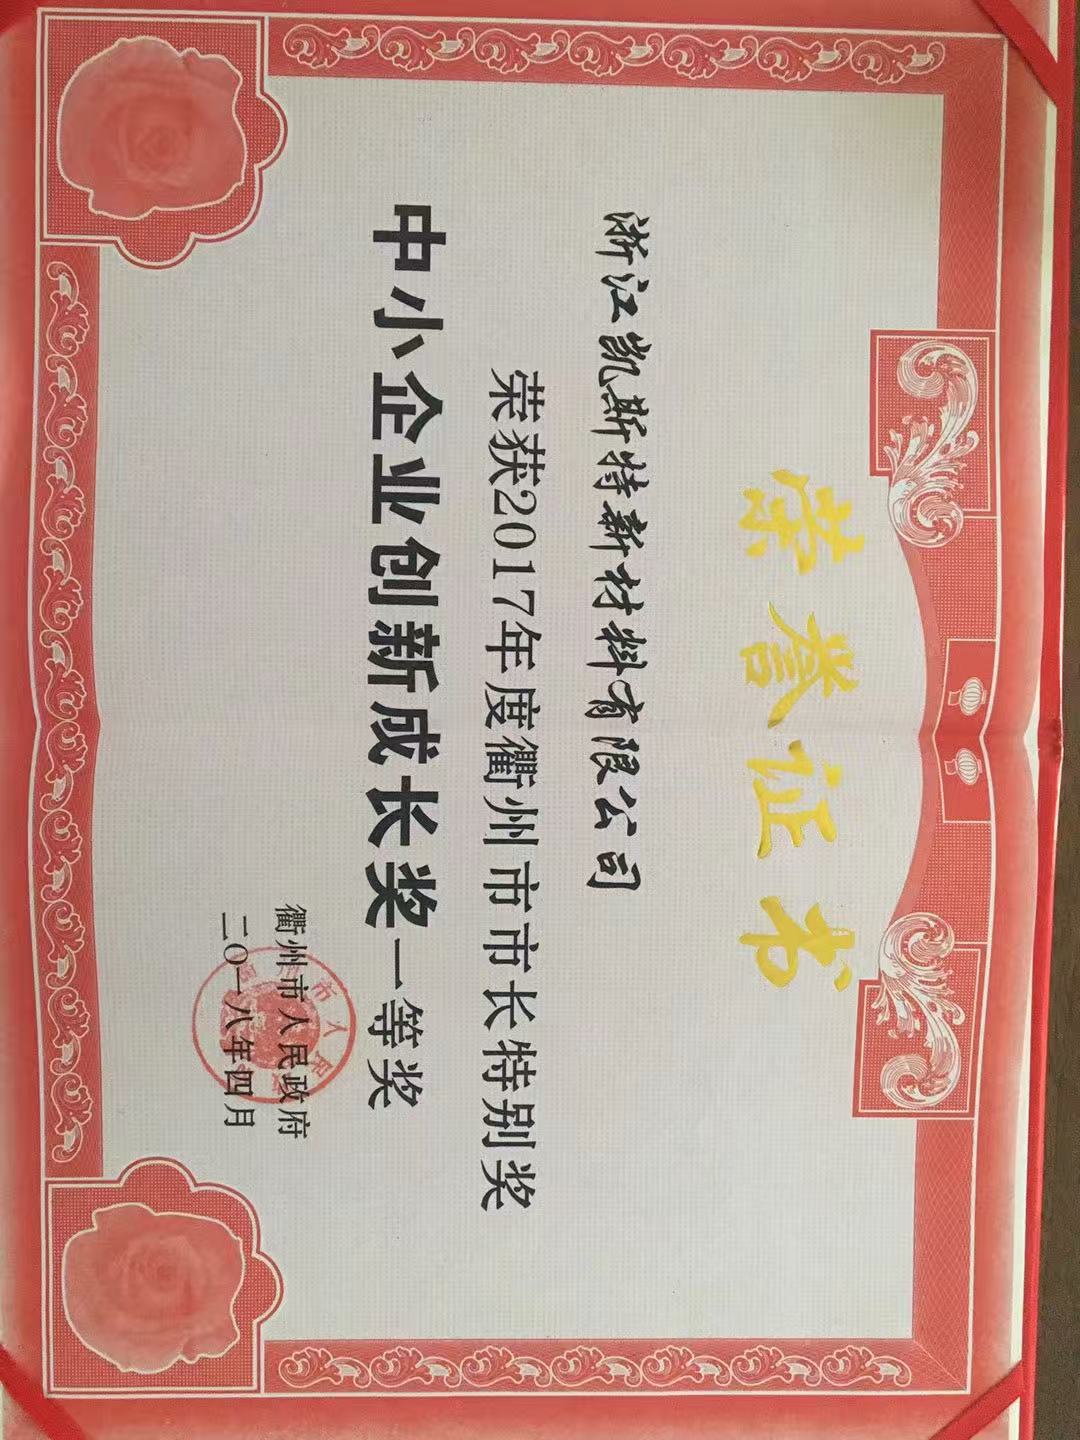 荣誉证书
浙江凯斯特新材料有限公司
荣获2017年度衢州市市长特别奖
中小企业创新成长奖一等奖
衢州市人民政府
二〇一八年四月